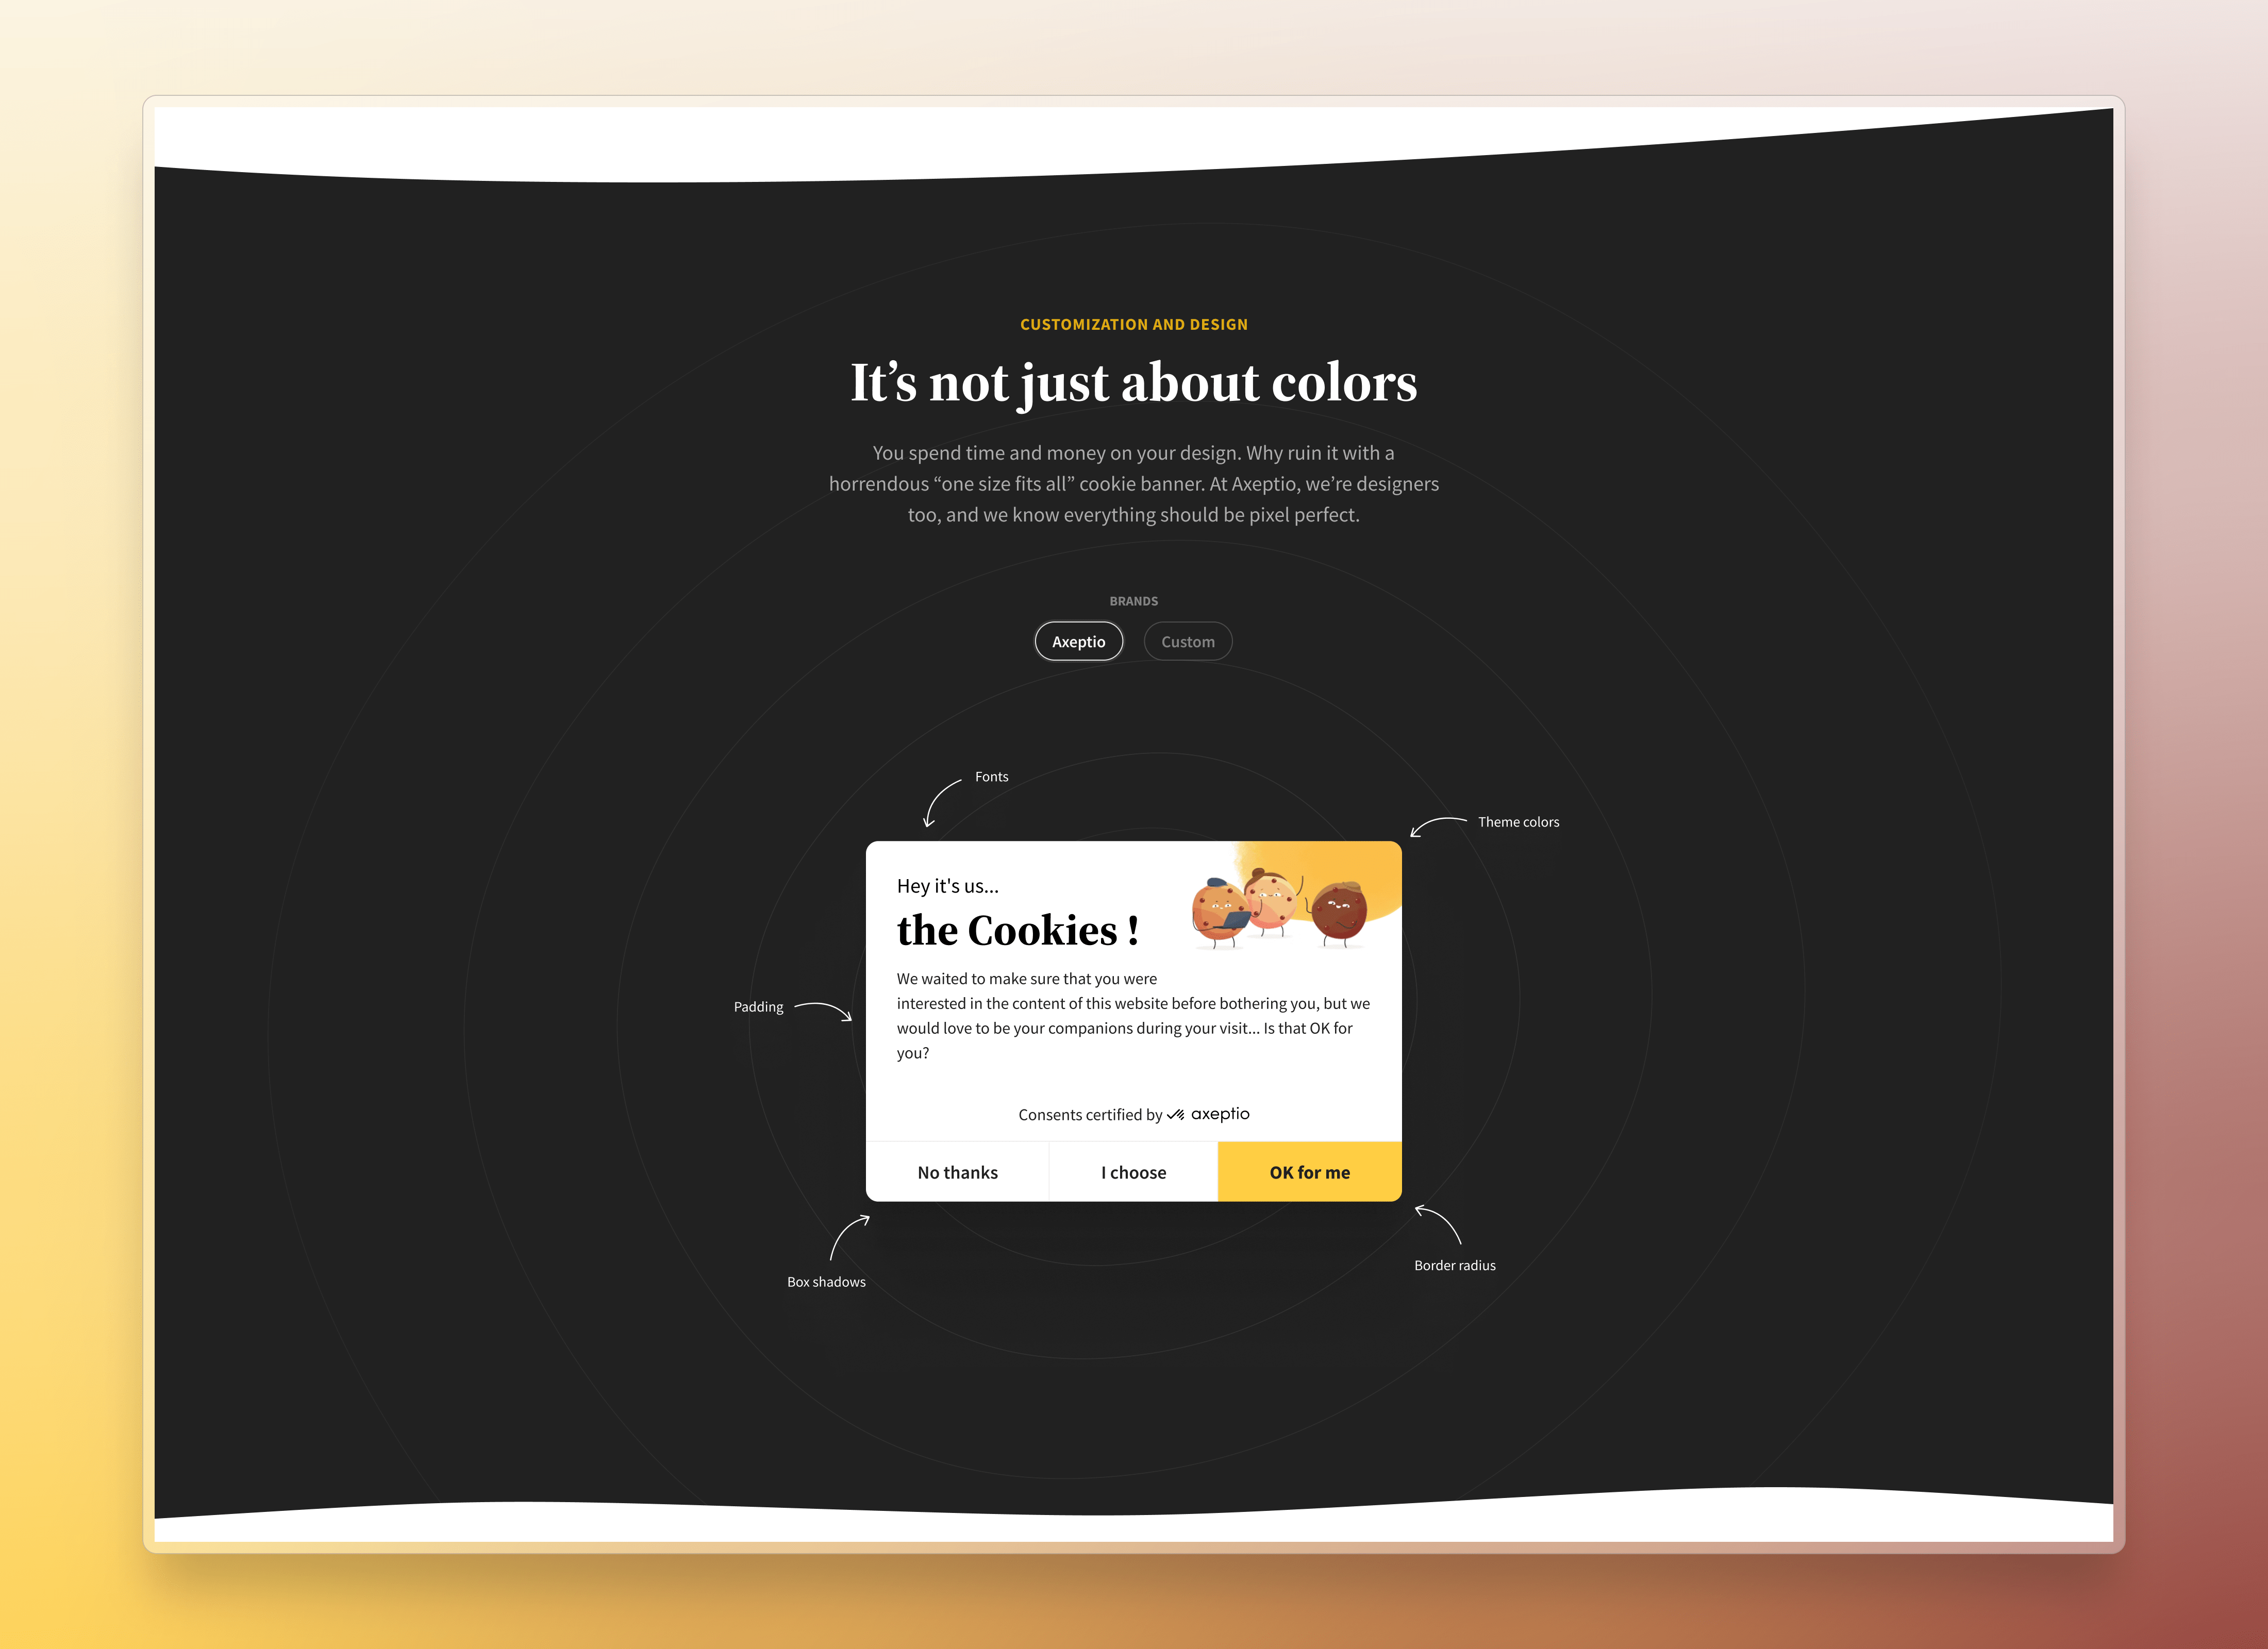 CUSTOMIZATION AND DESIGN
It’s not just about colors
You spend time and money on your design. Why ruin it with a
horrendous “one size fits all” cookie banner. At Axeptio, we’re designers
too, and we know everything should be pixel perfect.
BRANDS
Axeptio Custom
Fonts
Theme colors
Hey it's us...
the Cookies !
We waited to make sure that you were
interested in the content of this website before bothering you, but we
would love to be your companions during your visit... Is that OK for
you?
Padding
Consents certified by axeptio
No thanks I choose OK for me
Border radius
Box shadows